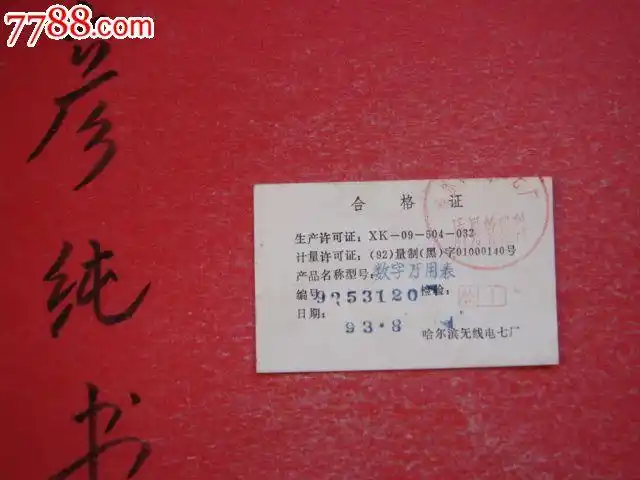 7788.com
彦
纯
书
合格证
生产许可证：XK-09-504-032
计量许可证：(92)量制(黑)字01000140号
产品名称型号：数字万用表
编号：9253120 检验：
日期：93.8 哈尔滨无线电七厂